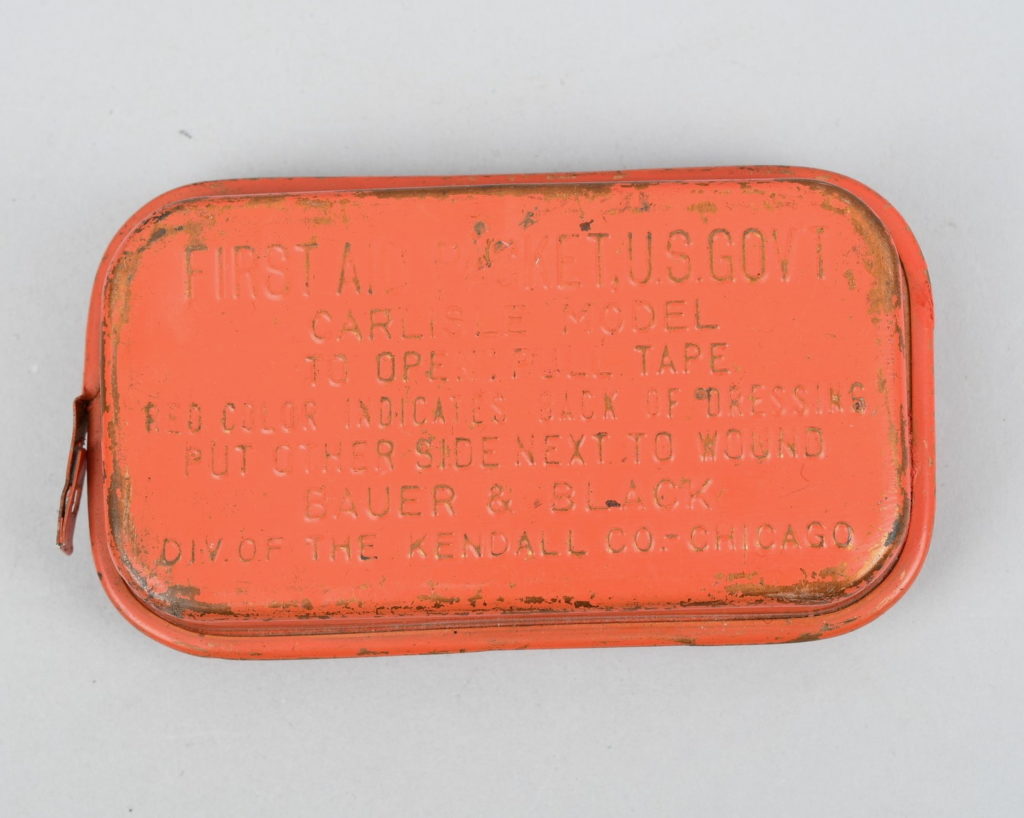 FIRST AID PACKET, U.S. GOV'T.
CARLISLE MODEL
TO OPEN: PULL TAPE.
RED COLOR INDICATES BACK OF DRESSING.
PUT OTHER SIDE NEXT TO WOUND
BAUER & BLACK
DIV. OF THE KENDALL CO.-CHICAGO